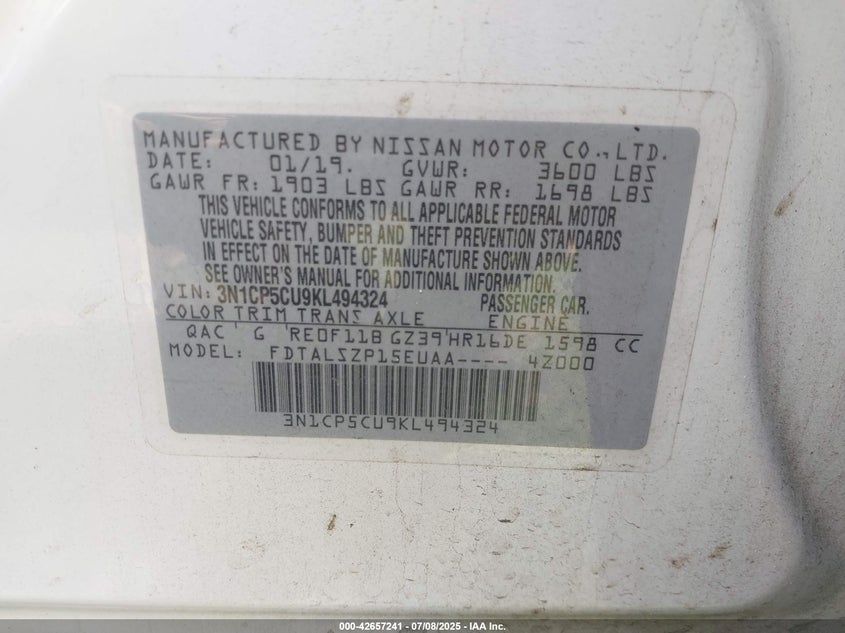 MANUFACTURED BY NISSAN MOTOR CO., LTD.
DATE: 01/19. GVWR: 3600 LBS
GAWR FR: 1903 LBS GAWR RR: 1698 LBS
THIS VEHICLE CONFORMS TO ALL APPLICABLE FEDERAL MOTOR
VEHICLE SAFETY, BUMPER AND THEFT PREVENTION STANDARDS
IN EFFECT ON THE DATE OF MANUFACTURE SHOWN ABOVE.
SEE OWNER'S MANUAL FOR ADDITIONAL INFORMATION.
VIN: 3N1CP5CU9KL494324 PASSENGER CAR.
COLOR TRIM TRANS AXLE ENGINE
QAC G RE0F11B GZ39 HR16DE 1598 CC
MODEL: FDTALSZP15EUAA---- 4Z000
3N1CP5CU9KL494324
000-42657241 - 07/08/2025 - IAA Inc.